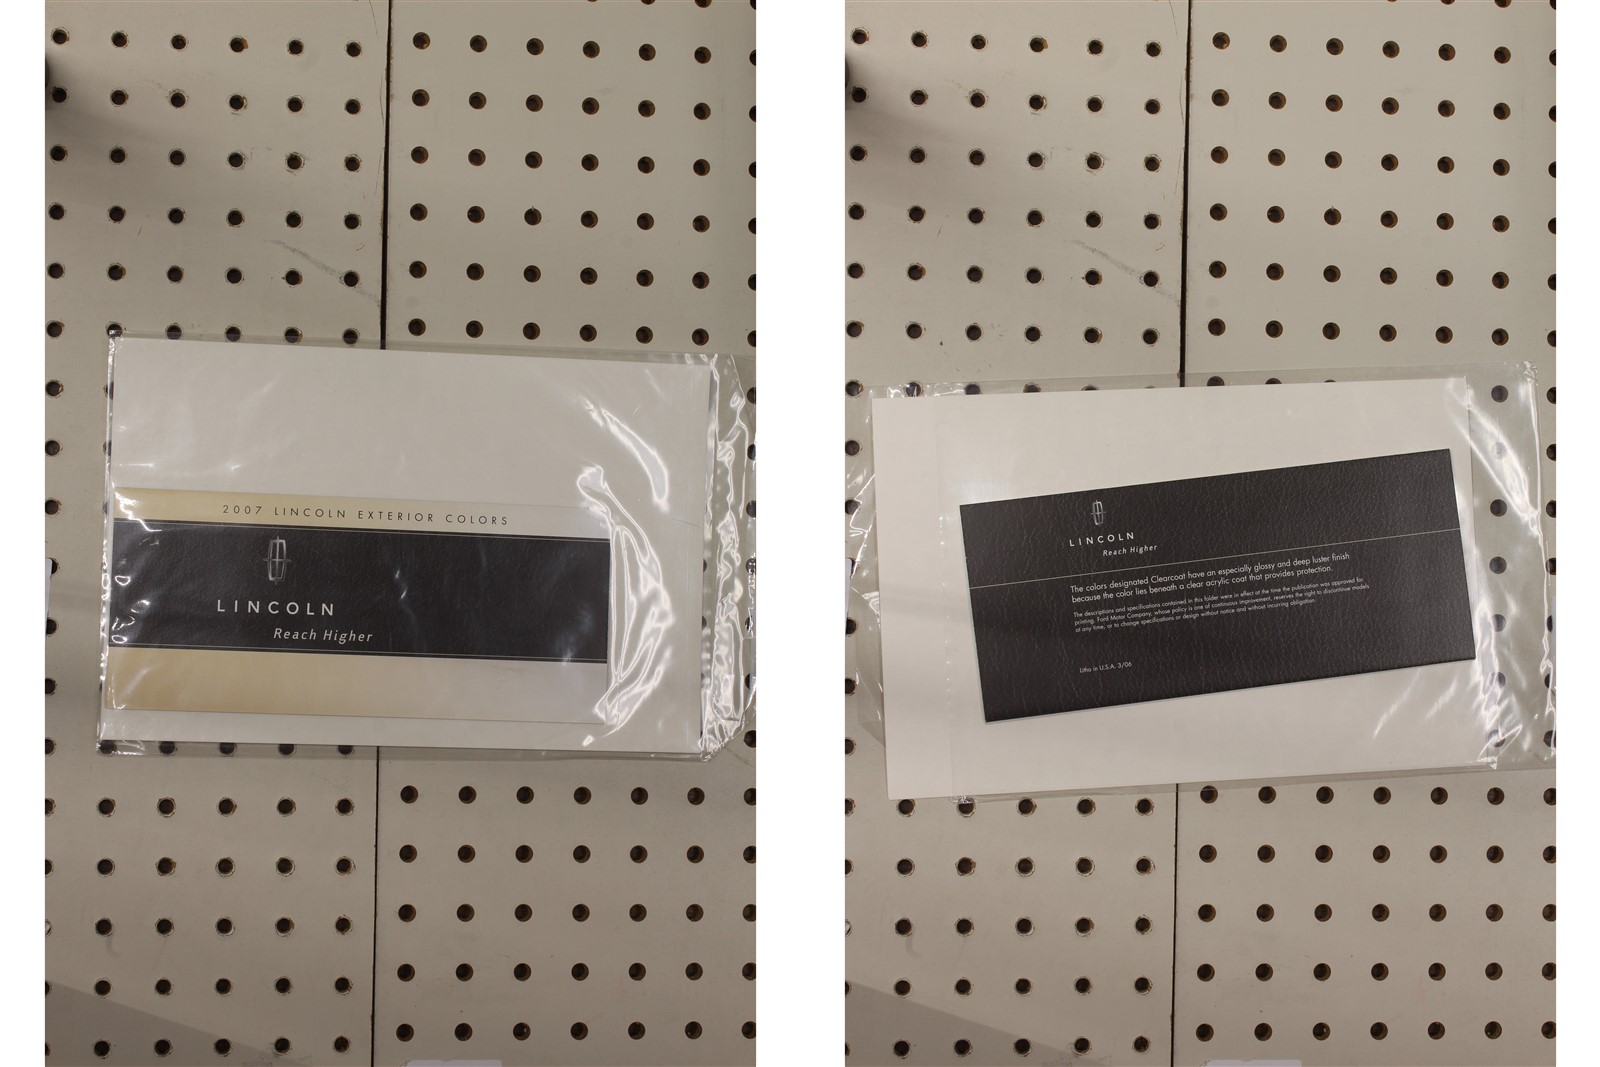 2007 LINCOLN EXTERIOR COLORS
LINCOLN
Reach Higher
LINCOLN
Reach Higher
The colors designated Clearcoat have an especially glossy and deep luster finish
because the color lies beneath a clear acrylic coat that provides protection.
The descriptions and specifications contained in this folder were in effect at the time the publication was approved for
printing. Ford Motor Company, whose policy is one of continuous improvement, reserves the right to discontinue models
at any time, or to change specifications or design without notice and without incurring obligation.
Litho in U.S.A. 3/06